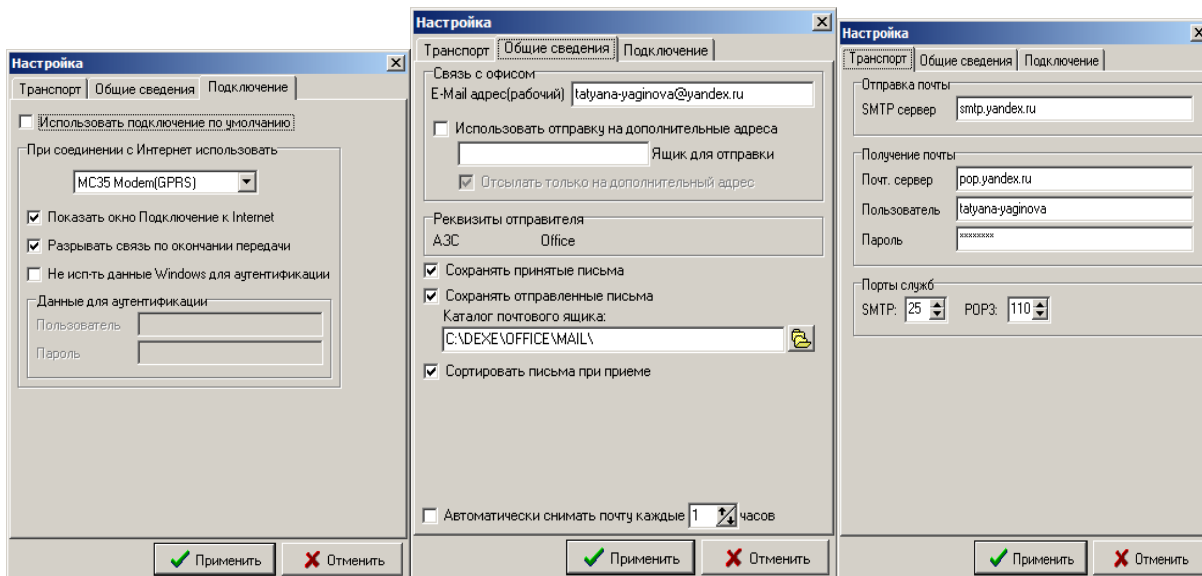 Настройка
Транспорт Общие сведения Подключение
Использовать подключение по умолчанию
При соединении с Интернет использовать
MC35 Modem(GPRS)
Показать окно Подключение к Internet
Разрывать связь по окончании передачи
Не исп-ть данные Windows для аутентификации
Данные для аутентификации
Пользователь
Пароль
Применить Отменить
Настройка
Транспорт Общие сведения Подключение
Связь с офисом
E-Mail адрес(рабочий) tatyana-yaginova@yandex.ru
Использовать отправку на дополнительные адреса
Ящик для отправки
Отсылать только на дополнительный адрес
Реквизиты отправителя
АЗС Office
Сохранять принятые письма
Сохранять отправленные письма
Каталог почтового ящика:
C:\DEXE\OFFICE\MAIL\
Сортировать письма при приеме
Автоматически снимать почту каждые 1 часов
Применить Отменить
Настройка
Транспорт Общие сведения Подключение
Отправка почты
SMTP сервер smtp.yandex.ru
Получение почты
Почт. сервер pop.yandex.ru
Пользователь tatyana-yaginova
Пароль ××××××××
Порты служб
SMTP: 25 POP3: 110
Применить Отменить